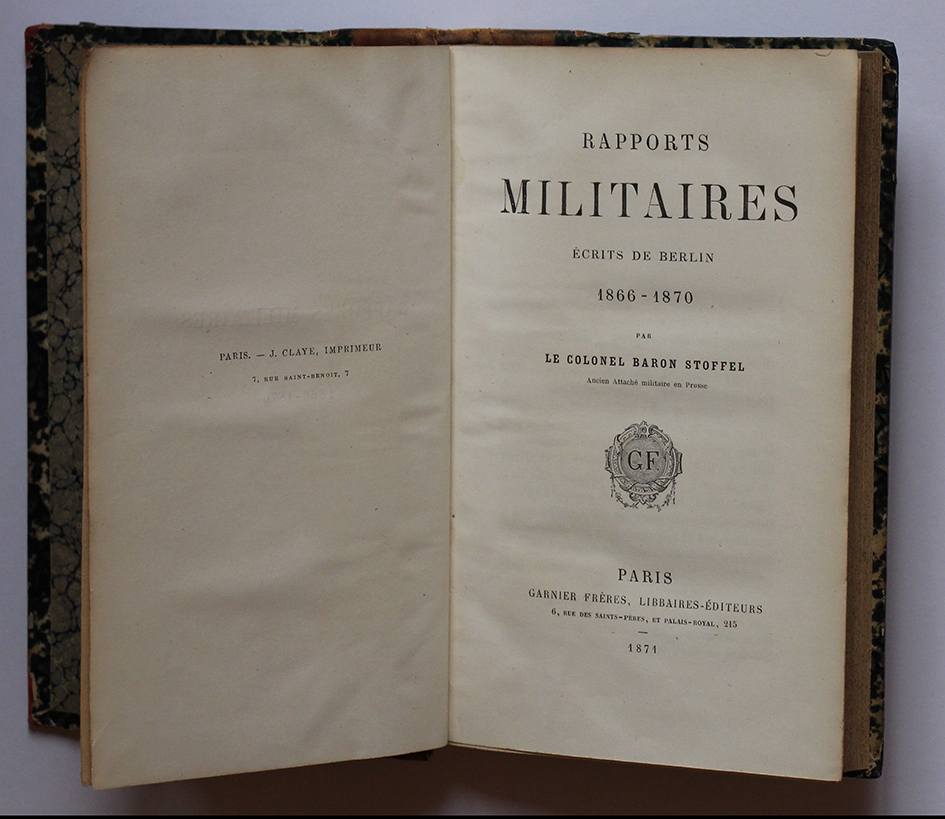 PARIS. — J. CLAYE, IMPRIMEUR
7, RUE SAINT-BENOIT, 7
RAPPORTS
MILITAIRES
ÉCRITS DE BERLIN
1866 - 1870
PAR
LE COLONEL BARON STOFFEL
Ancien Attaché militaire en Prusse
GF
PARIS
GARNIER FRÈRES, LIBRAIRES-ÉDITEURS
6, RUE DES SAINTS-PÈRES, ET PALAIS-ROYAL, 215
1871